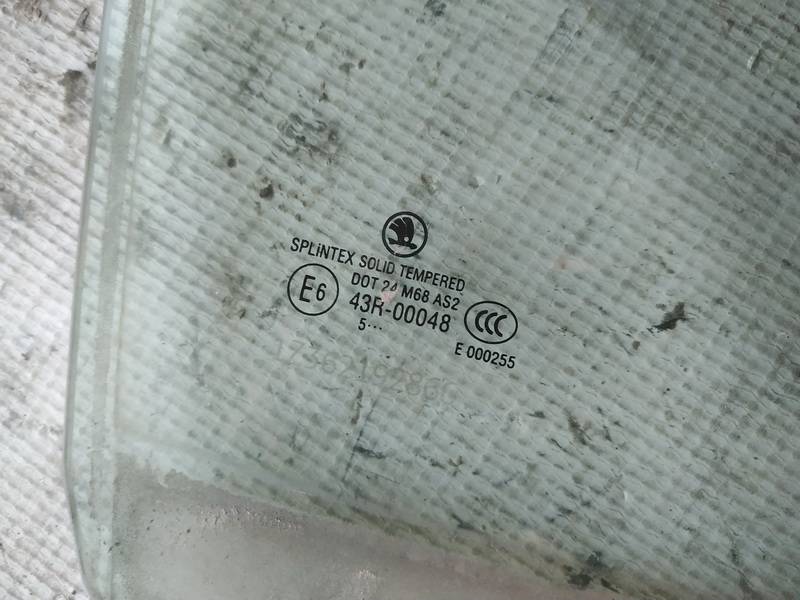 SPLiNTEX SOLID TEMPERED
DOT 24 M68 AS2
E6
43R-00048
CCC
5···
E 000255